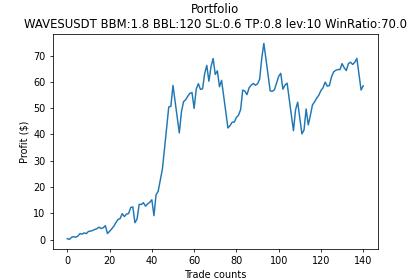 Portfolio
WAVESUSDT BBM:1.8 BBL:120 SL:0.6 TP:0.8 lev:10 WinRatio:70.0
Profit ($)
70
60
50
40
30
20
10
0
0 20 40 60 80 100 120 140
Trade counts